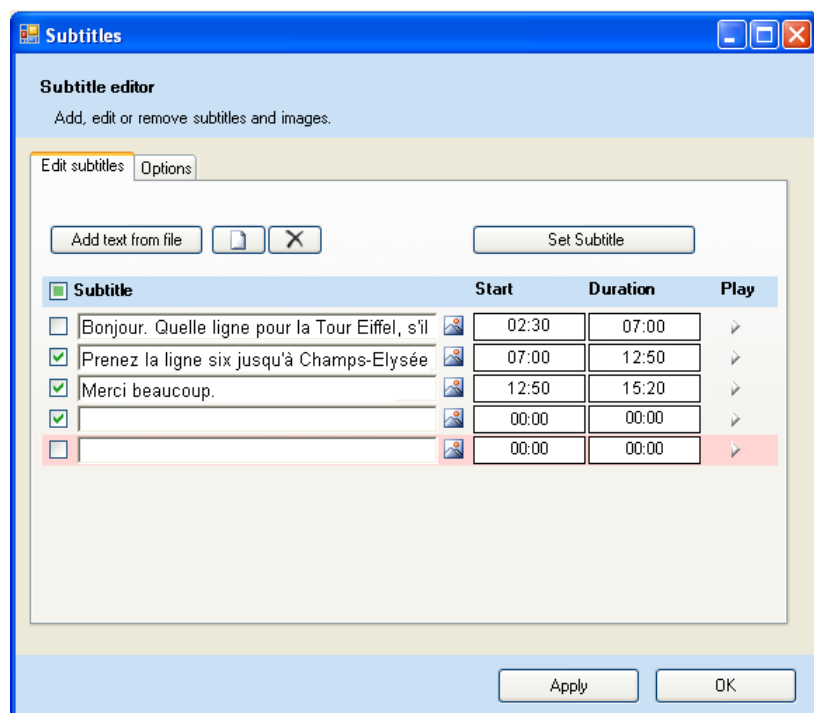 Subtitles
Subtitle editor
Add, edit or remove subtitles and images.
Edit subtitles Options
Add text from file Set Subtitle
Subtitle Start Duration Play
Bonjour. Quelle ligne pour la Tour Eiffel, s'il 02:30 07:00
Prenez la ligne six jusqu'à Champs-Elysée 07:00 12:50
Merci beaucoup. 12:50 15:20
00:00 00:00
00:00 00:00
Apply OK